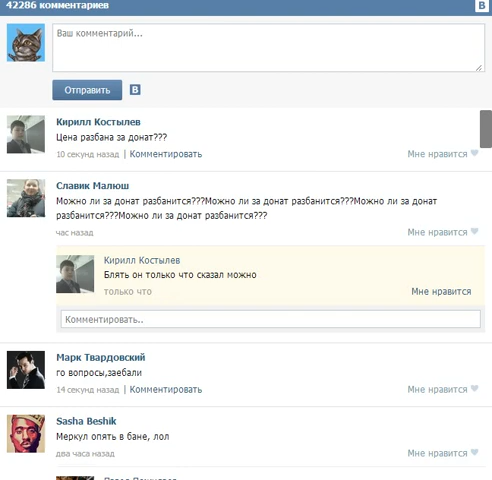 42286 комментариев
B
Ваш комментарий...
Отправить
B
Кирилл Костылев
Цена разбана за донат???
10 секунд назад | Комментировать
Мне нравится
Славик Малюш
Можно ли за донат разбанится???Можно ли за донат разбанится???Можно ли за донат
разбанится???Можно ли за донат разбанится???
час назад
Мне нравится
Кирилл Костылев
Блять он только что сказал можно
только что
Мне нравится
Комментировать..
Марк Твардовский
го вопросы,заебали
14 секунд назад | Комментировать
Мне нравится
Sasha Beshik
Меркул опять в бане, лол
два часа назад
Мне нравится